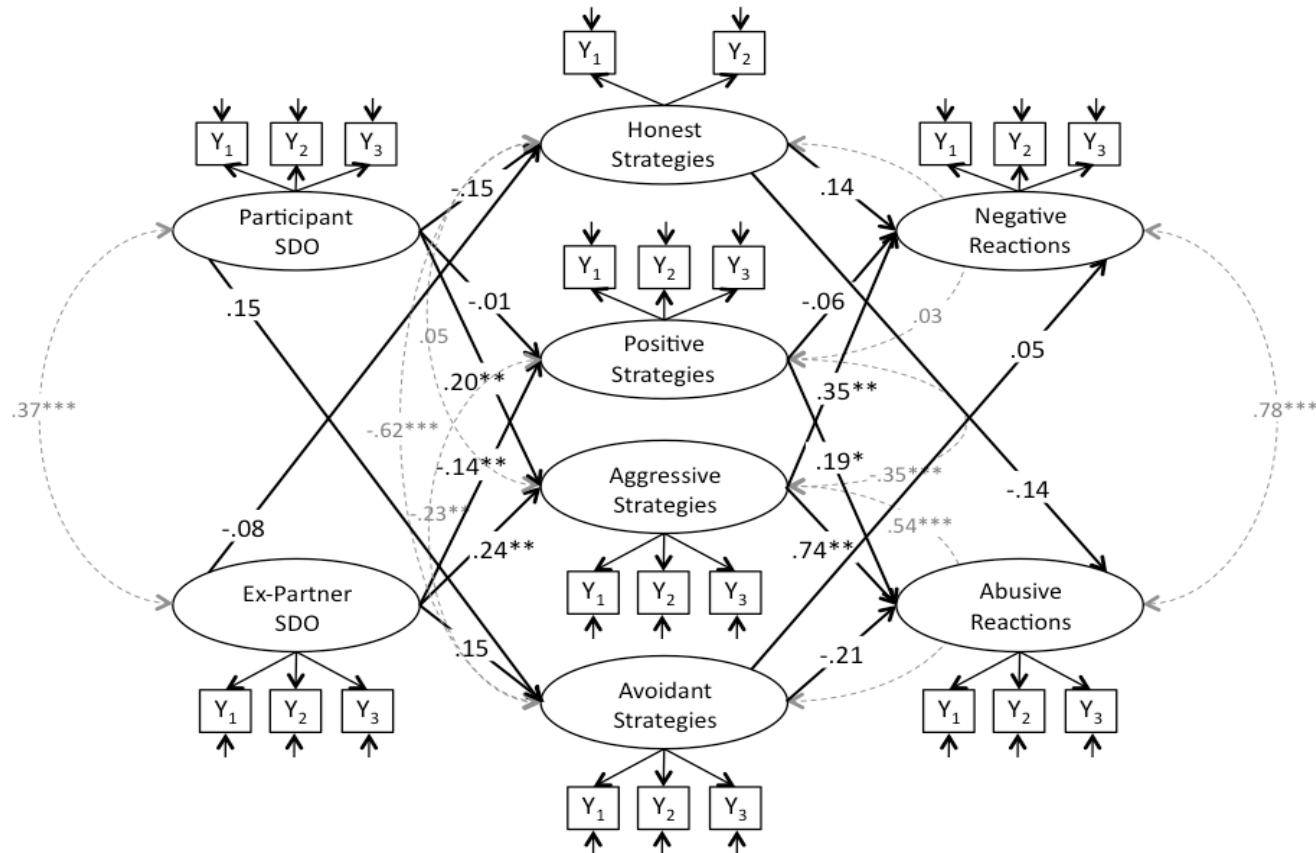 Y1 Y2
Honest
Strategies
Y1 Y2 Y3
Participant
SDO
Y1 Y2 Y3
Negative
Reactions
-.15
.14
Y1 Y2 Y3
Positive
Strategies
.15
-.01
-.06
.03
.05
.05
.20**
.35**
.37***
-.62***
.78***
-.14**
.19*
-.35***
Aggressive
Strategies
-.14
-.23**
.54***
-.08
.24**
.74**
Y1 Y2 Y3
Ex-Partner
SDO
Abusive
Reactions
.15
-.21
Avoidant
Strategies
Y1 Y2 Y3
Y1 Y2 Y3
Y1 Y2 Y3